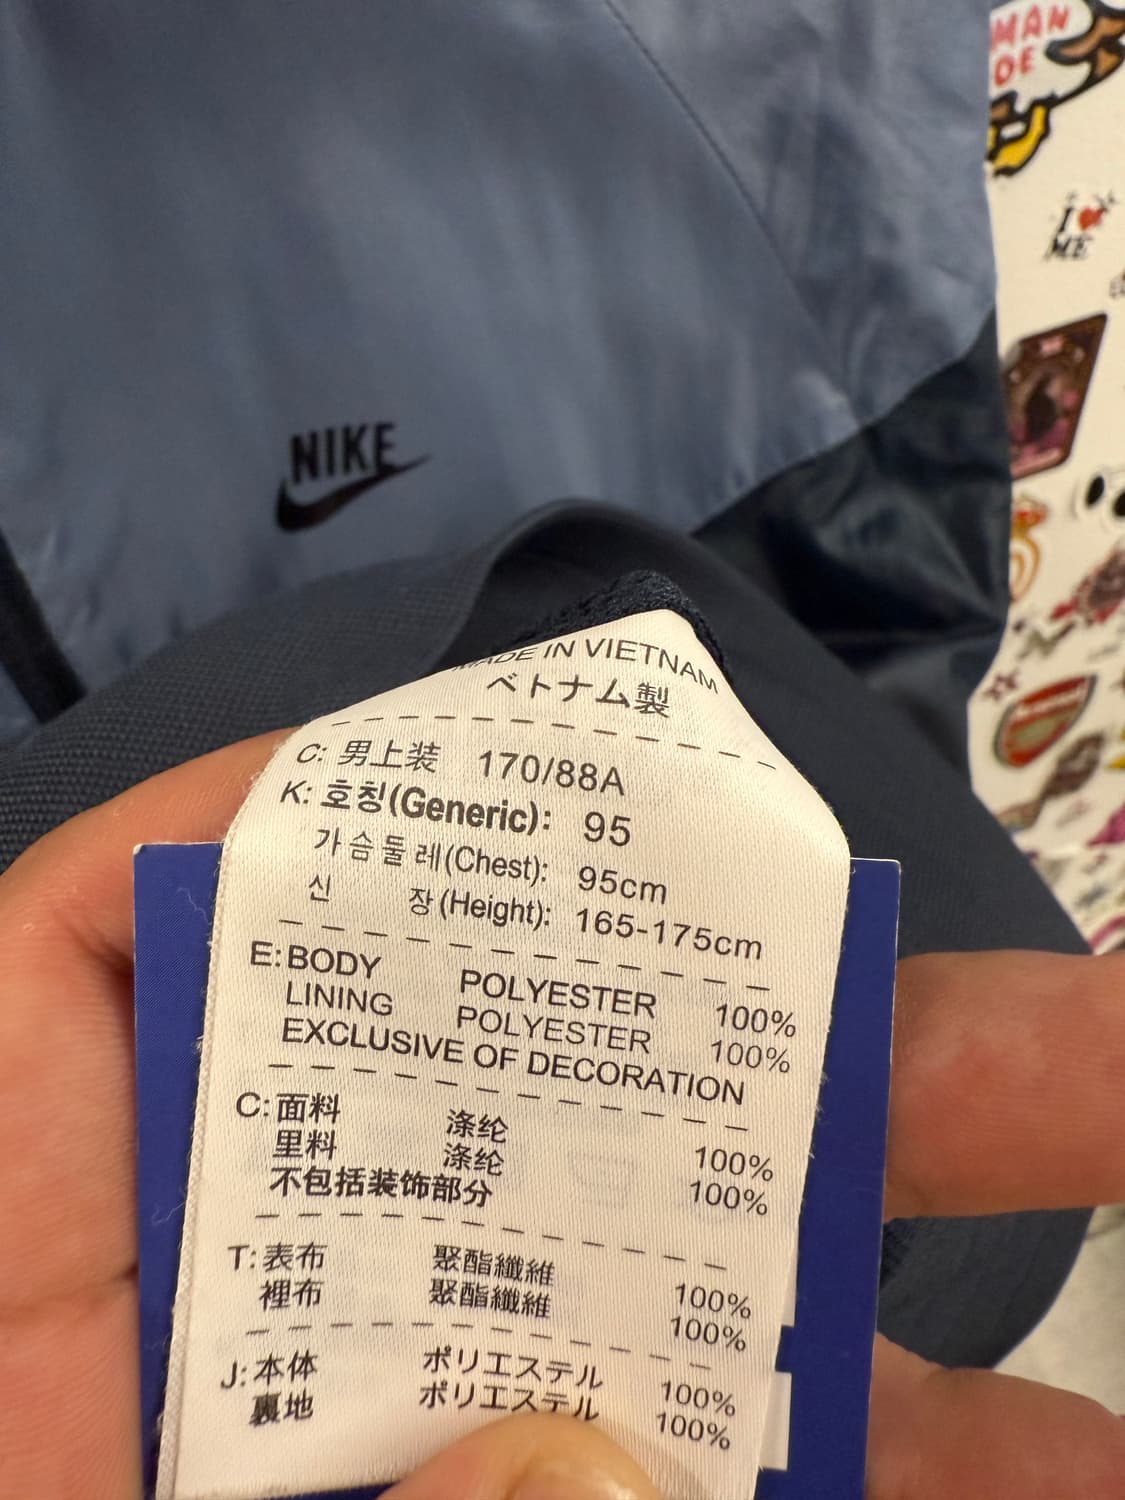 I ♥
ME
NIKE
MADE IN VIETNAM
ベトナム製
C: 男上装 170/88A
K: 호칭(Generic): 95
가슴둘레(Chest): 95cm
신 장(Height): 165-175cm
E: BODY POLYESTER 100%
LINING POLYESTER 100%
EXCLUSIVE OF DECORATION
C: 面料 涤纶 100%
里料 涤纶 100%
不包括装饰部分
T: 表布 聚酯纖維 100%
裡布 聚酯纖維 100%
J: 本体 ポリエステル 100%
裏地 ポリエステル 100%